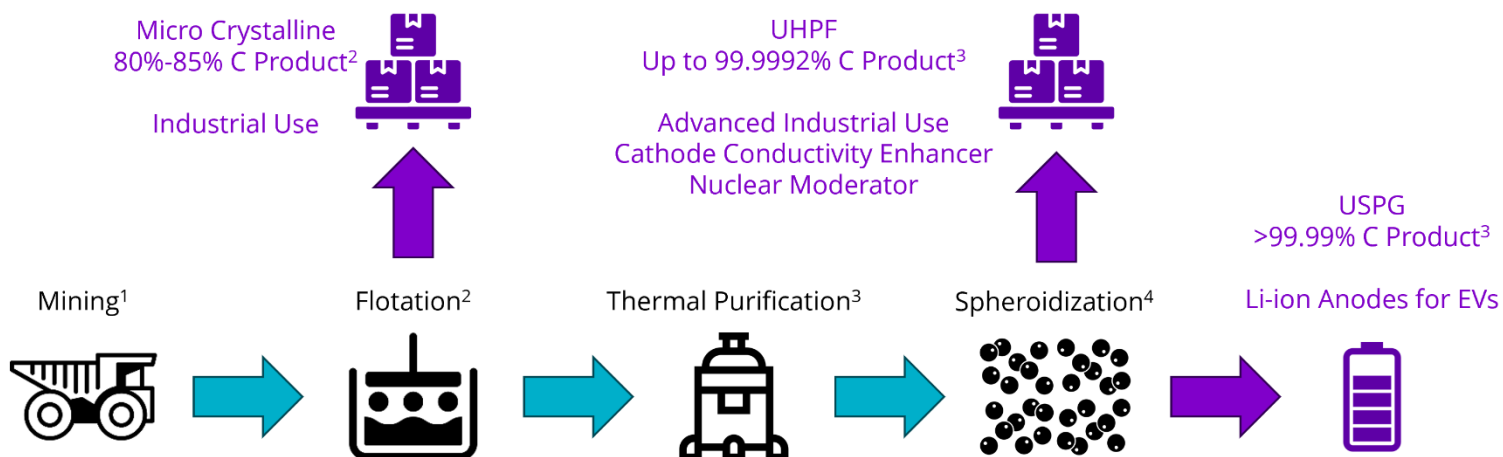 Micro Crystalline
80%-85% C Product²
Industrial Use
UHPF
Up to 99.9992% C Product³
Advanced Industrial Use
Cathode Conductivity Enhancer
Nuclear Moderator
USPG
>99.99% C Product³
Li-ion Anodes for EVs
Mining¹
Flotation²
Thermal Purification³
Spheroidization⁴